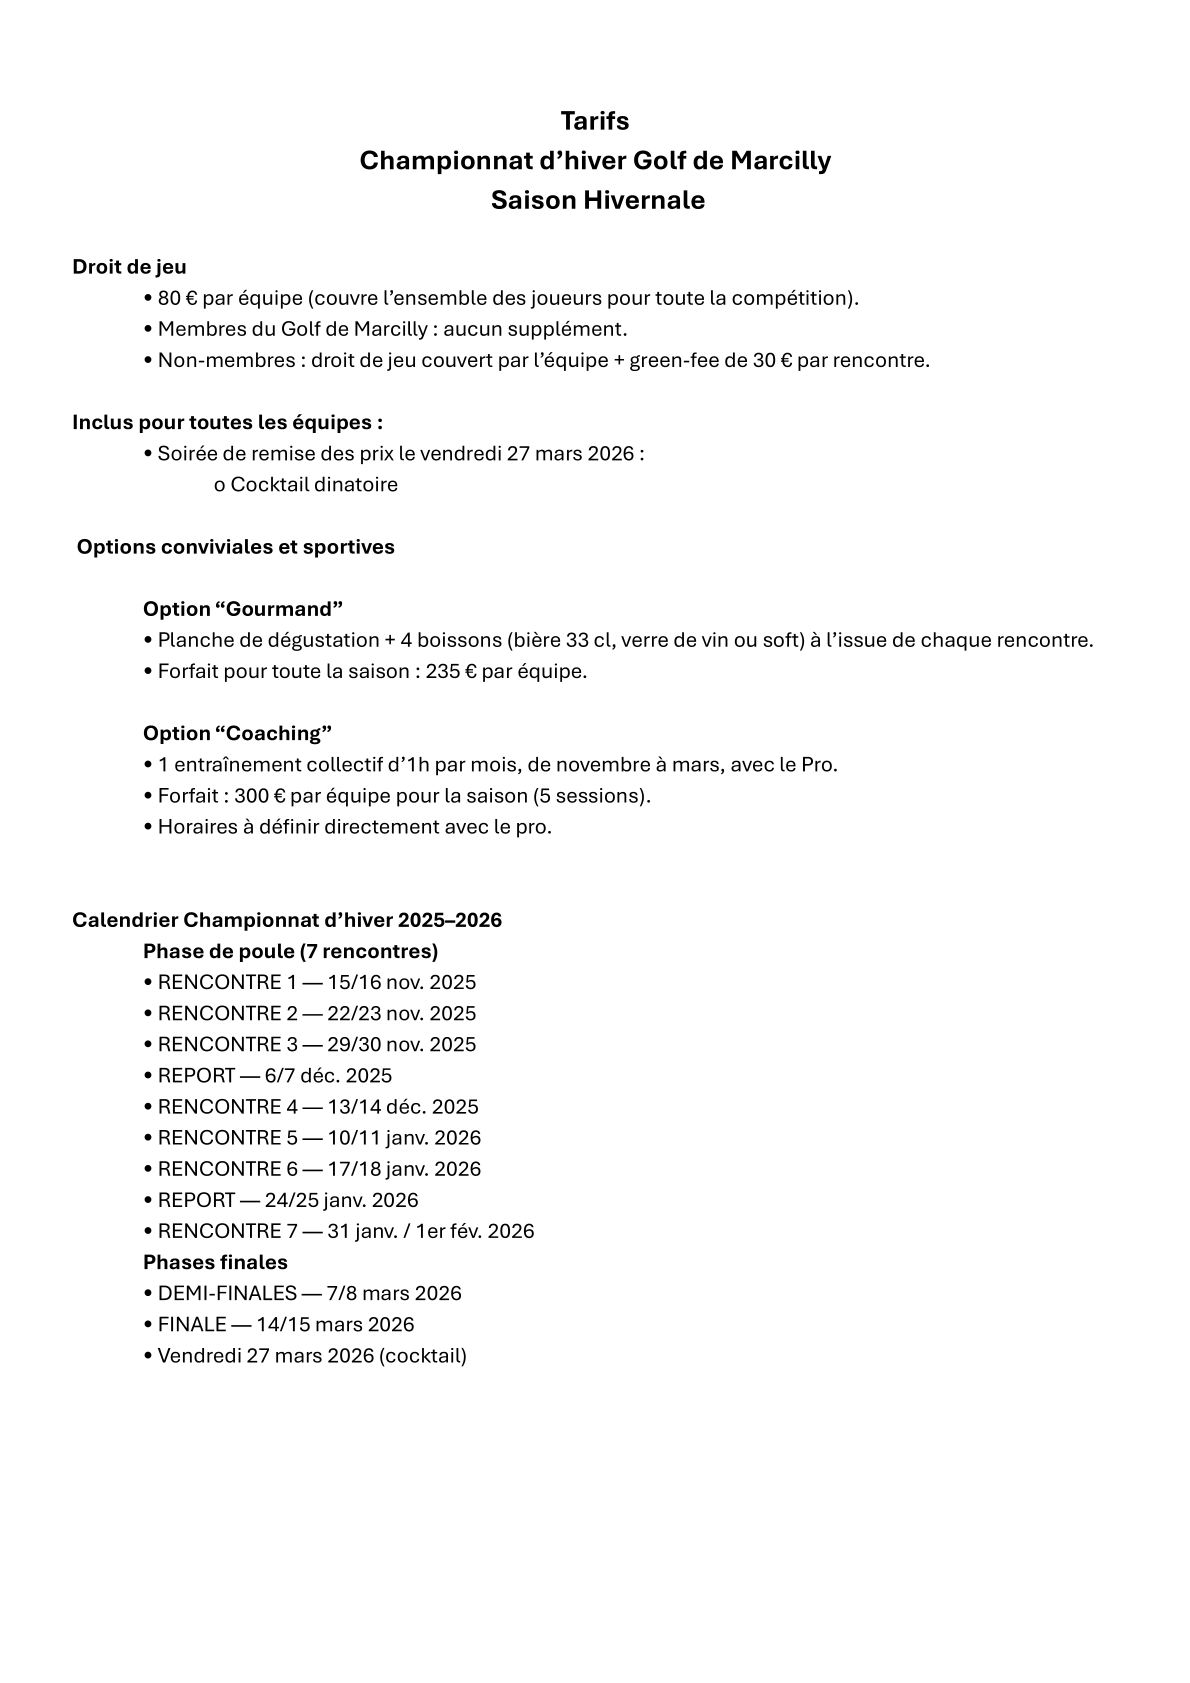 Tarifs
Championnat d’hiver Golf de Marcilly
Saison Hivernale
Droit de jeu
• 80 € par équipe (couvre l’ensemble des joueurs pour toute la compétition).
• Membres du Golf de Marcilly : aucun supplément.
• Non-membres : droit de jeu couvert par l’équipe + green-fee de 30 € par rencontre.
Inclus pour toutes les équipes :
• Soirée de remise des prix le vendredi 27 mars 2026 :
o Cocktail dinatoire
Options conviviales et sportives
Option “Gourmand”
• Planche de dégustation + 4 boissons (bière 33 cl, verre de vin ou soft) à l’issue de chaque rencontre.
• Forfait pour toute la saison : 235 € par équipe.
Option “Coaching”
• 1 entraînement collectif d’1h par mois, de novembre à mars, avec le Pro.
• Forfait : 300 € par équipe pour la saison (5 sessions).
• Horaires à définir directement avec le pro.
Calendrier Championnat d’hiver 2025–2026
Phase de poule (7 rencontres)
• RENCONTRE 1 — 15/16 nov. 2025
• RENCONTRE 2 — 22/23 nov. 2025
• RENCONTRE 3 — 29/30 nov. 2025
• REPORT — 6/7 déc. 2025
• RENCONTRE 4 — 13/14 déc. 2025
• RENCONTRE 5 — 10/11 janv. 2026
• RENCONTRE 6 — 17/18 janv. 2026
• REPORT — 24/25 janv. 2026
• RENCONTRE 7 — 31 janv. / 1er fév. 2026
Phases finales
• DEMI-FINALES — 7/8 mars 2026
• FINALE — 14/15 mars 2026
• Vendredi 27 mars 2026 (cocktail)